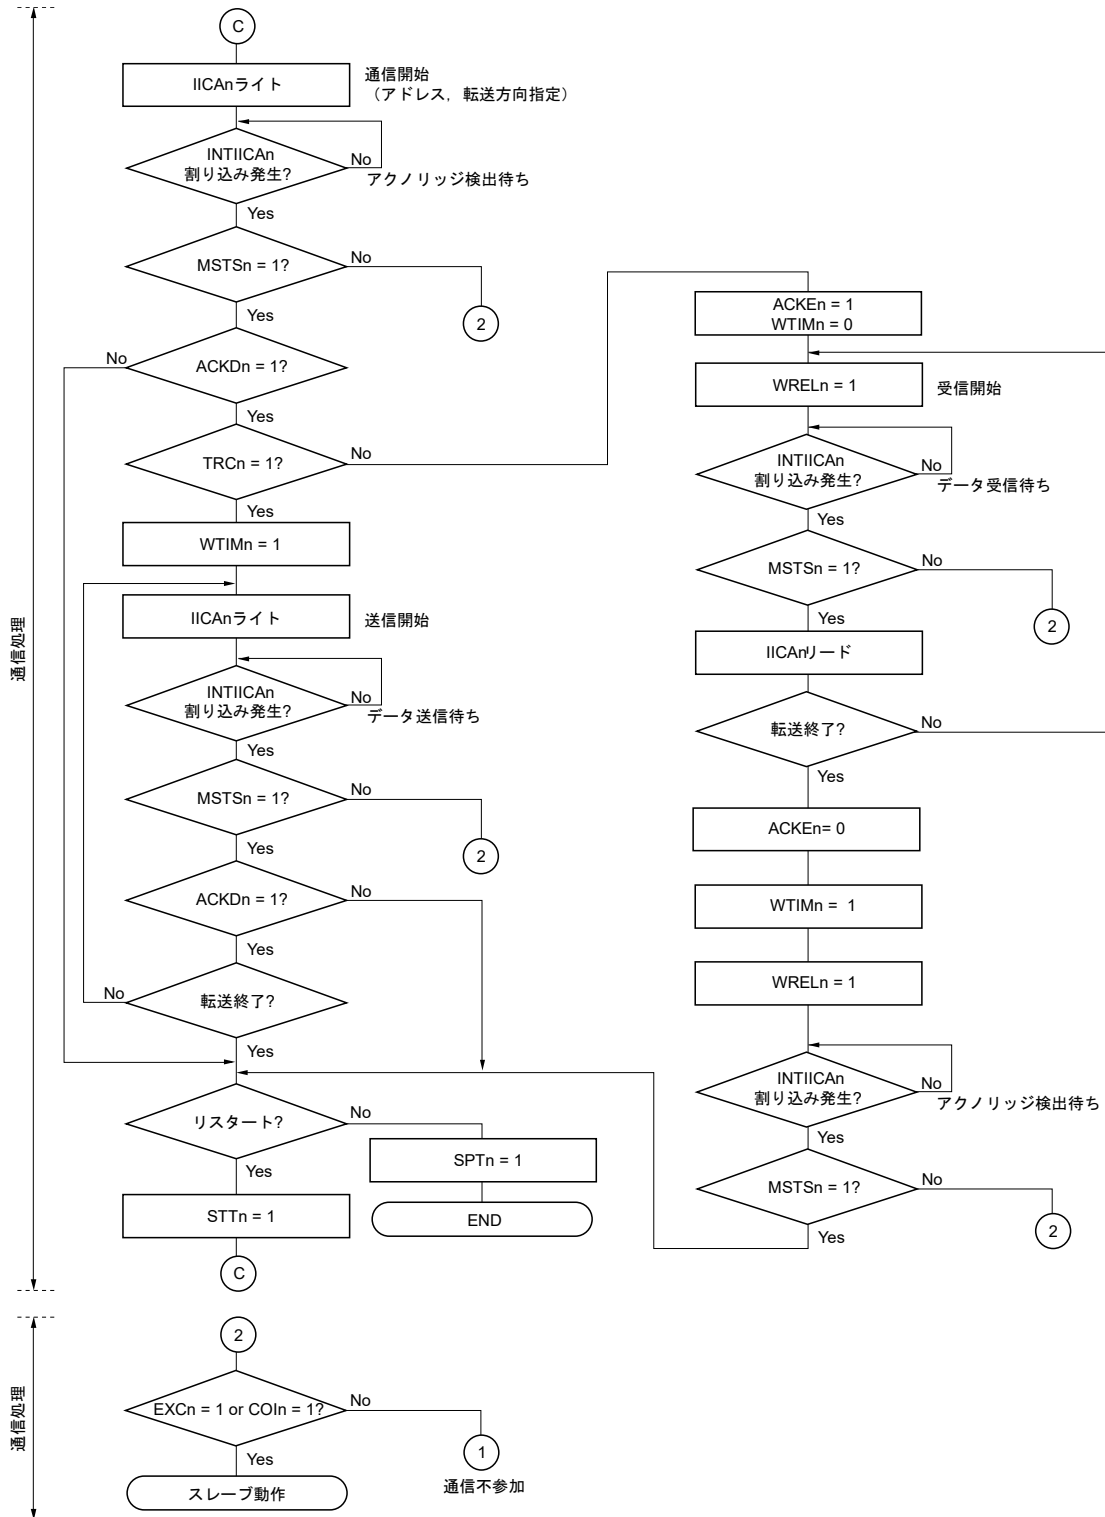 C
IICAnライト
通信開始
（アドレス，転送方向指定）
INTIICAn
割り込み発生?
No
アクノリッジ検出待ち
Yes
MSTSn = 1?
No
2
Yes
ACKDn = 1?
No
Yes
TRCn = 1?
No
Yes
WTIMn = 1
IICAnライト
送信開始
INTIICAn
割り込み発生?
No
データ送信待ち
Yes
MSTSn = 1?
No
2
Yes
ACKDn = 1?
No
Yes
転送終了?
No
Yes
リスタート?
No
Yes
SPTn = 1
END
STTn = 1
C
ACKEn = 1
WTIMn = 0
WRELn = 1
受信開始
INTIICAn
割り込み発生?
No
データ受信待ち
Yes
MSTSn = 1?
No
2
Yes
IICAnリード
転送終了?
No
Yes
ACKEn= 0
WTIMn = 1
WRELn = 1
INTIICAn
割り込み発生?
No
アクノリッジ検出待ち
Yes
MSTSn = 1?
No
2
Yes
通信処理
2
EXCn = 1 or COIn = 1?
No
1
通信不参加
Yes
スレーブ動作
通信処理